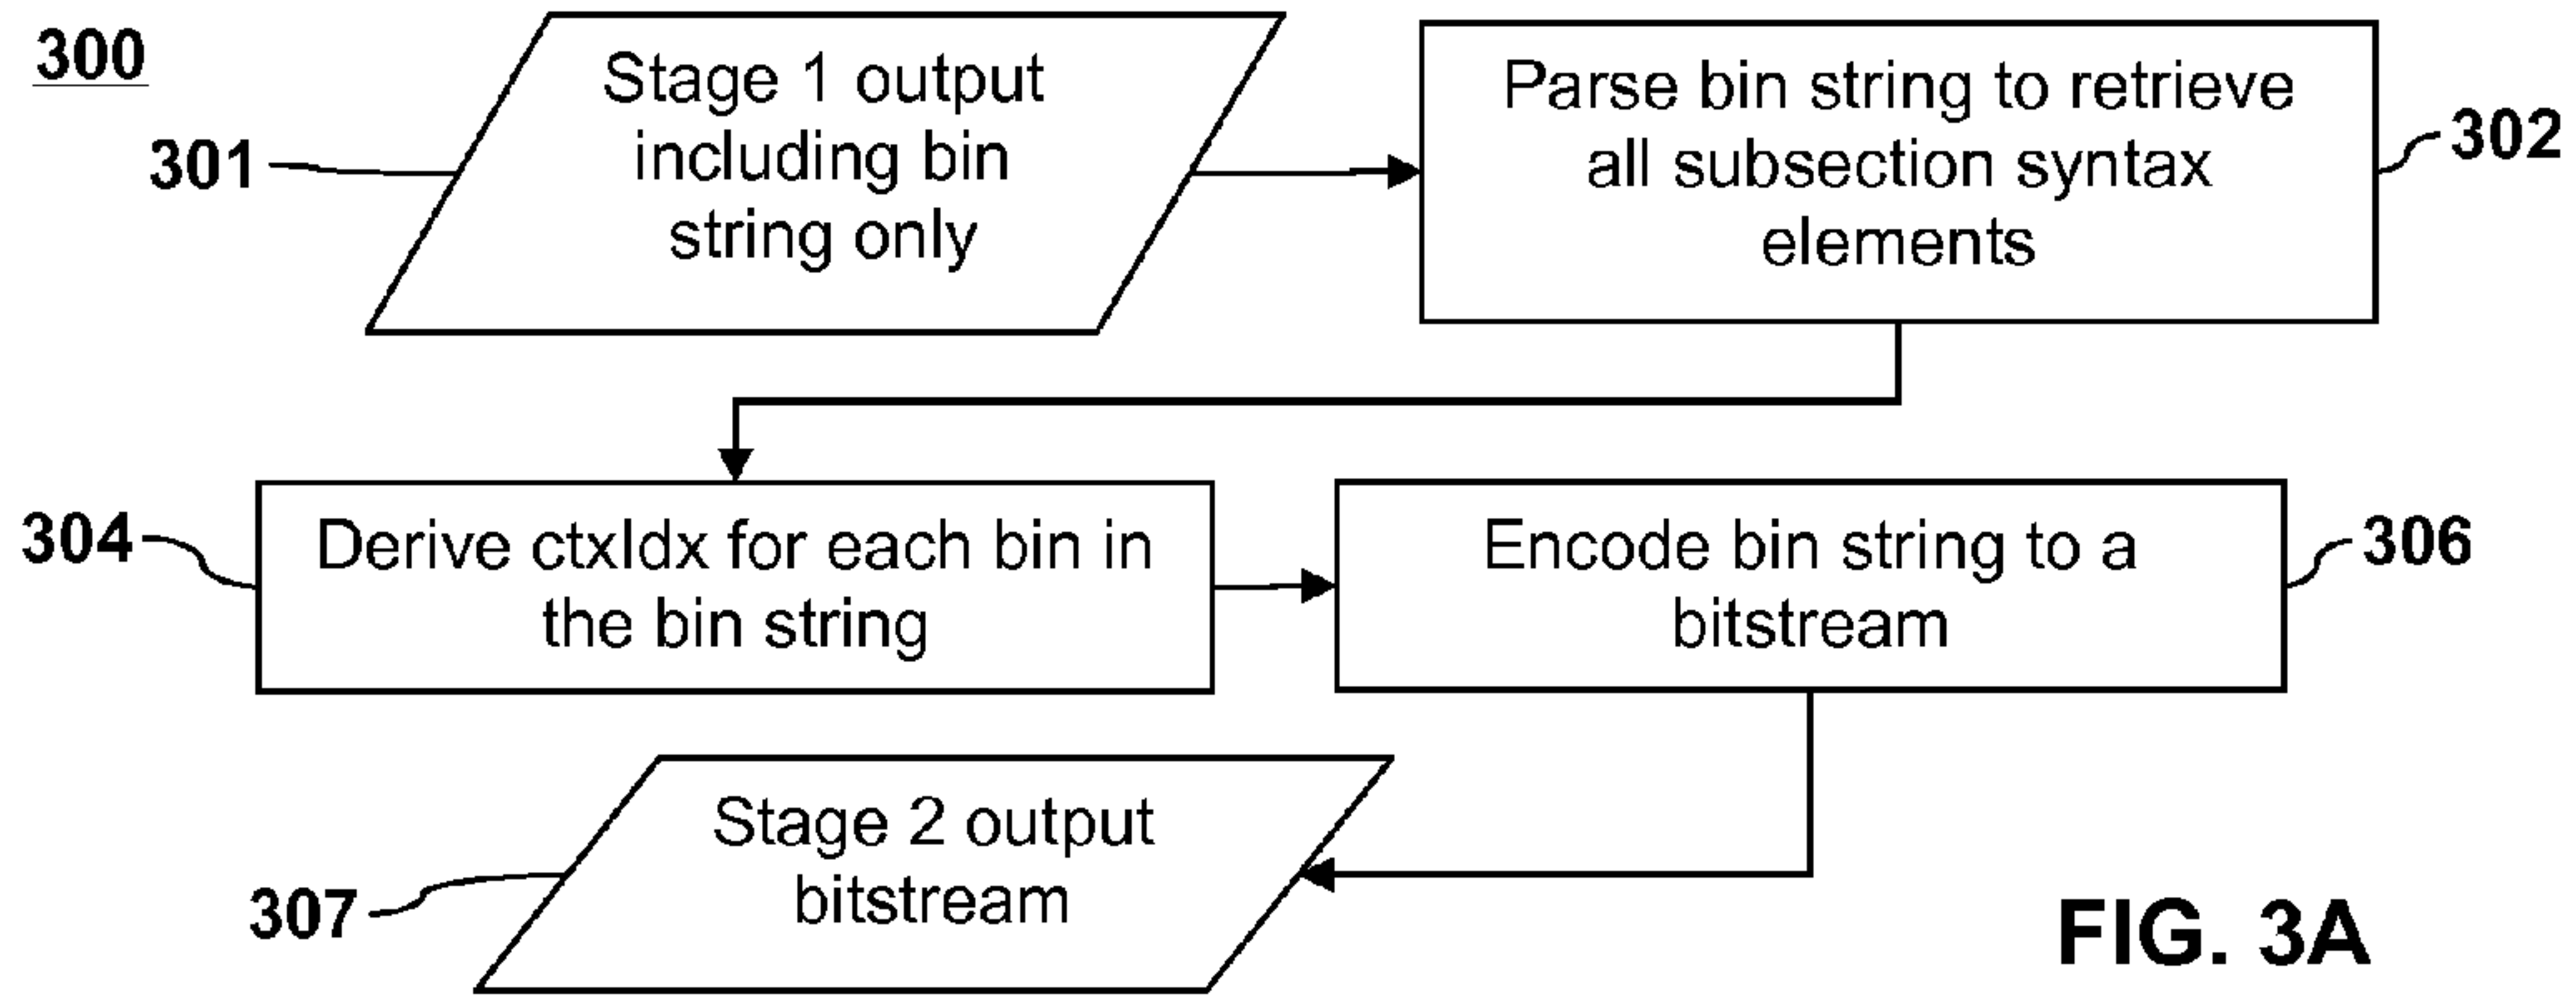 300
301
Stage 1 output
including bin
string only
Parse bin string to retrieve
all subsection syntax
elements
302
304
Derive ctxIdx for each bin in
the bin string
Encode bin string to a
bitstream
306
307
Stage 2 output
bitstream
FIG. 3A